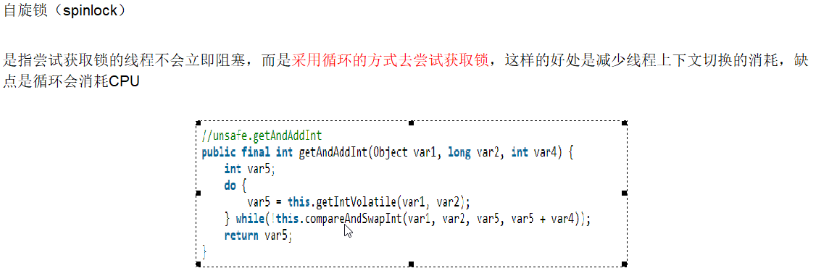 自旋锁（spinlock）
是指尝试获取锁的线程不会立即阻塞，而是采用循环的方式去尝试获取锁，这样的好处是减少线程上下文切换的消耗，缺
点是循环会消耗CPU
//unsafe.getAndAddInt
public final int getAndAddInt(Object var1, long var2, int var4) {
int var5;
do {
var5 = this.getIntVolatile(var1, var2);
} while(!this.compareAndSwapInt(var1, var2, var5, var5 + var4));
return var5;
}